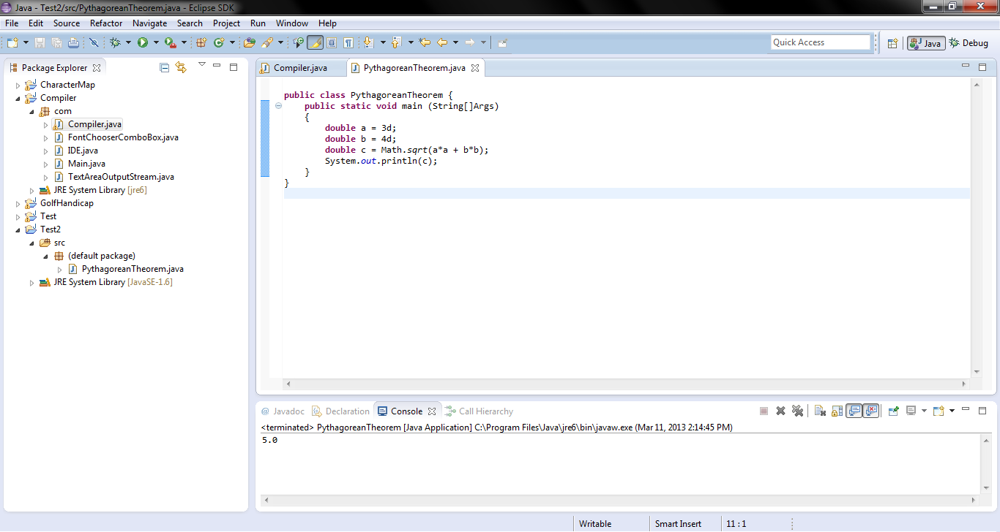 Java - Test2/src/PythagoreanTheorem.java - Eclipse SDK
File Edit Source Refactor Navigate Search Project Run Window Help
Quick Access Java Debug
Package Explorer
CharacterMap
Compiler
com
Compiler.java
FontChooserComboBox.java
IDE.java
Main.java
TextAreaOutputStream.java
JRE System Library [jre6]
GolfHandicap
Test
Test2
src
(default package)
PythagoreanTheorem.java
JRE System Library [JavaSE-1.6]
Compiler.java PythagoreanTheorem.java
public class PythagoreanTheorem {
public static void main (String[]Args)
{
double a = 3d;
double b = 4d;
double c = Math.sqrt(a*a + b*b);
System.out.println(c);
}
}
@ Javadoc Declaration Console Call Hierarchy
<terminated> PythagoreanTheorem [Java Application] C:\Program Files\Java\jre6\bin\javaw.exe (Mar 11, 2013 2:14:45 PM)
5.0
Writable Smart Insert 11 : 1